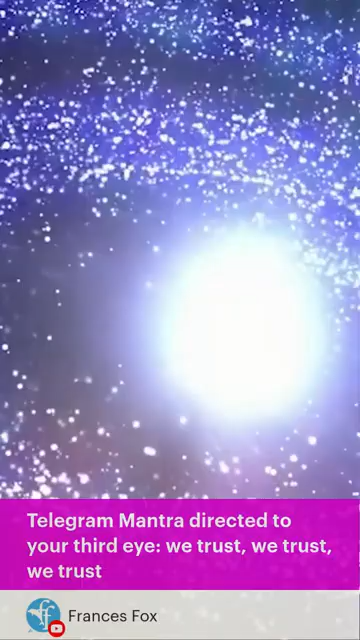 Telegram Mantra directed to
your third eye: we trust, we trust,
we trust
Frances Fox